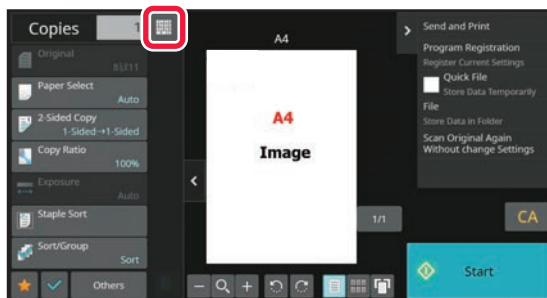 Copies 1
Original
8½11
Paper Select
Auto
2-Sided Copy
1-Sided→1-Sided
Copy Ratio
100%
Exposure
Auto
Staple Sort
Sort/Group
Sort
Others
A4
A4
Image
1/1
Send and Print
Program Registration
Register Current Settings
Quick File
Store Data Temporarily
File
Store Data in Folder
Scan Original Again
Without change Settings
CA
Start